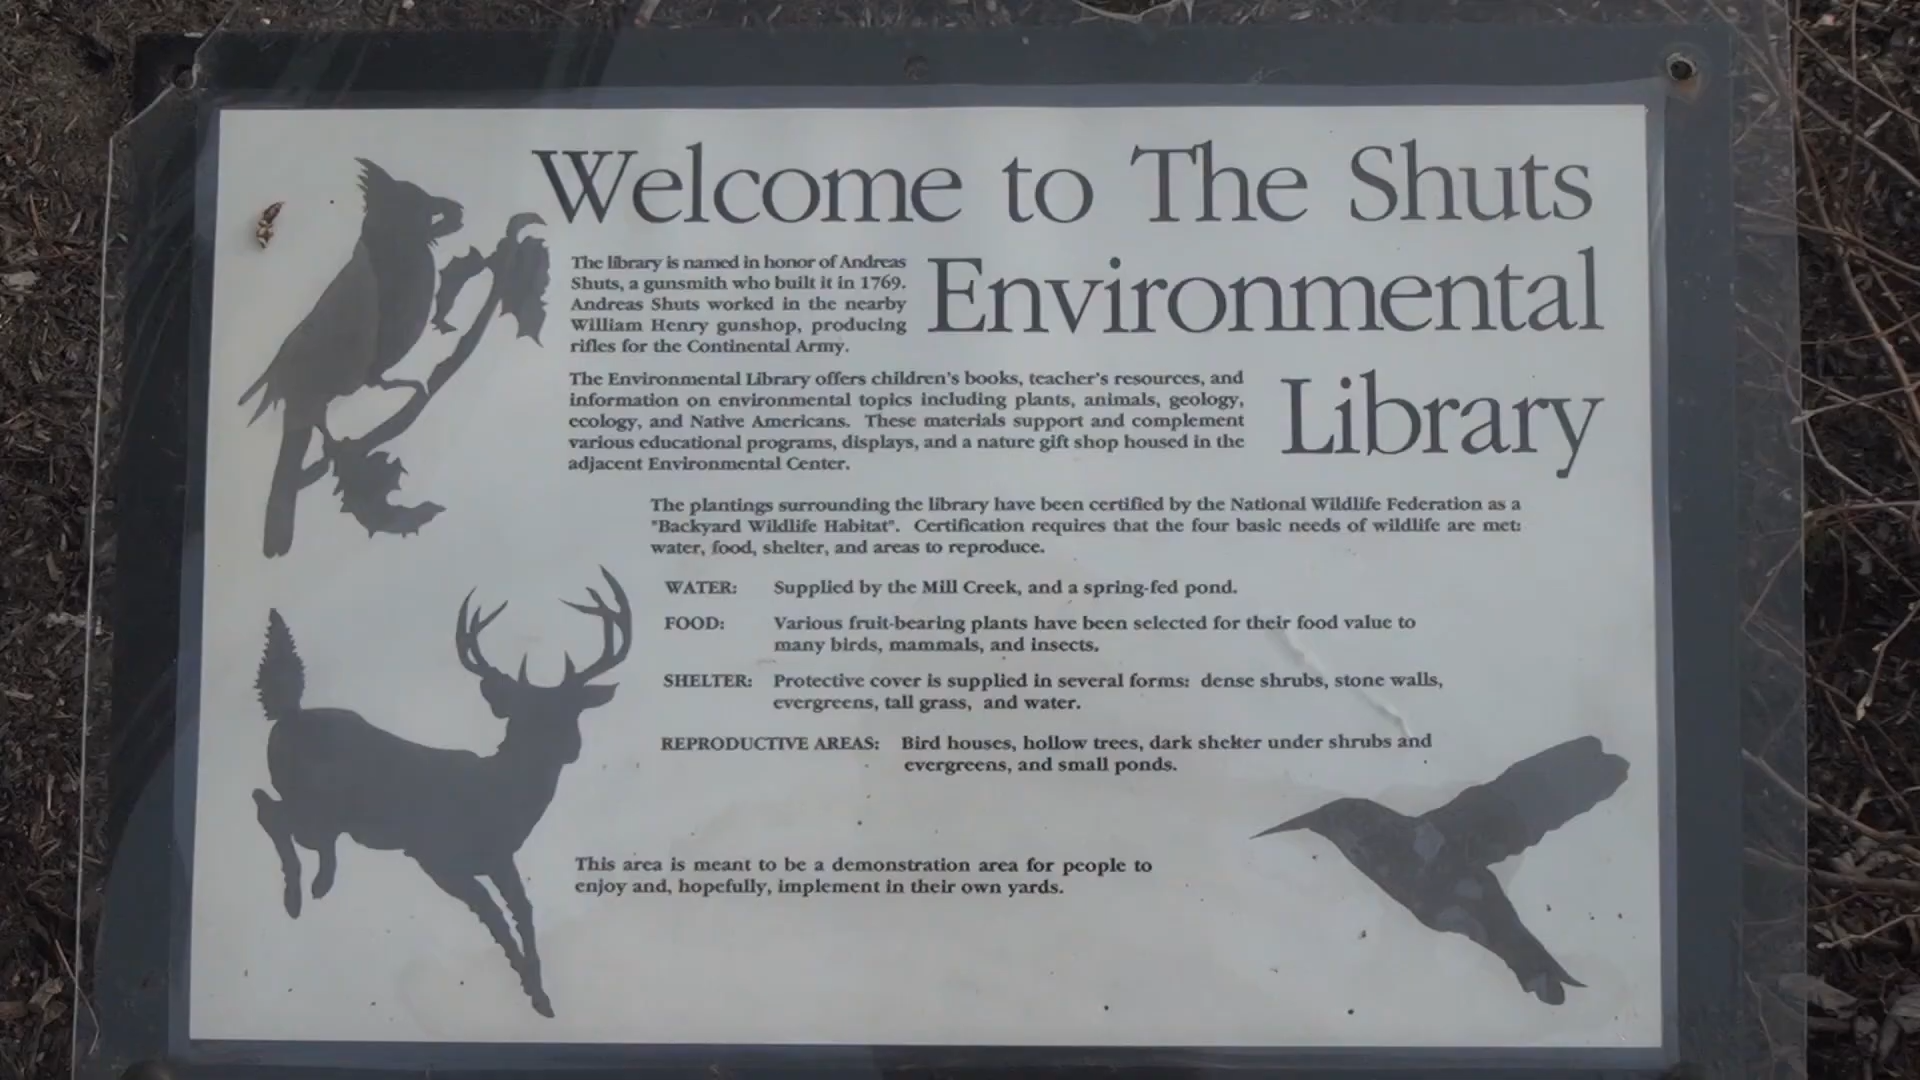 Welcome to The Shuts
Environmental
Library
The library is named in honor of Andreas
Shuts, a gunsmith who built it in 1769.
Andreas Shuts worked in the nearby
William Henry gunshop, producing
rifles for the Continental Army.
The Environmental Library offers children's books, teacher's resources, and
information on environmental topics including plants, animals, geology,
ecology, and Native Americans. These materials support and complement
various educational programs, displays, and a nature gift shop housed in the
adjacent Environmental Center.
The plantings surrounding the library have been certified by the National Wildlife Federation as a
"Backyard Wildlife Habitat". Certification requires that the four basic needs of wildlife are met:
water, food, shelter, and areas to reproduce.
WATER: Supplied by the Mill Creek, and a spring-fed pond.
FOOD: Various fruit-bearing plants have been selected for their food value to
many birds, mammals, and insects.
SHELTER: Protective cover is supplied in several forms: dense shrubs, stone walls,
evergreens, tall grass, and water.
REPRODUCTIVE AREAS: Bird houses, hollow trees, dark shelter under shrubs and
evergreens, and small ponds.
This area is meant to be a demonstration area for people to
enjoy and, hopefully, implement in their own yards.